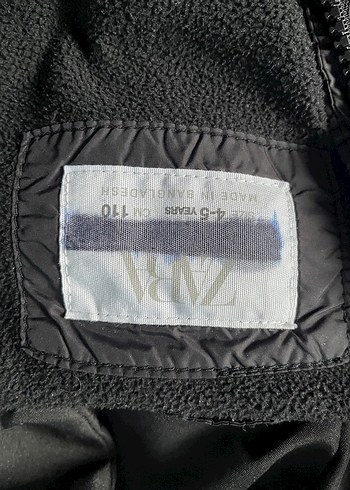 ZARA
SIZE 4-5 YEARS CM 110
MADE IN BANGLADESH